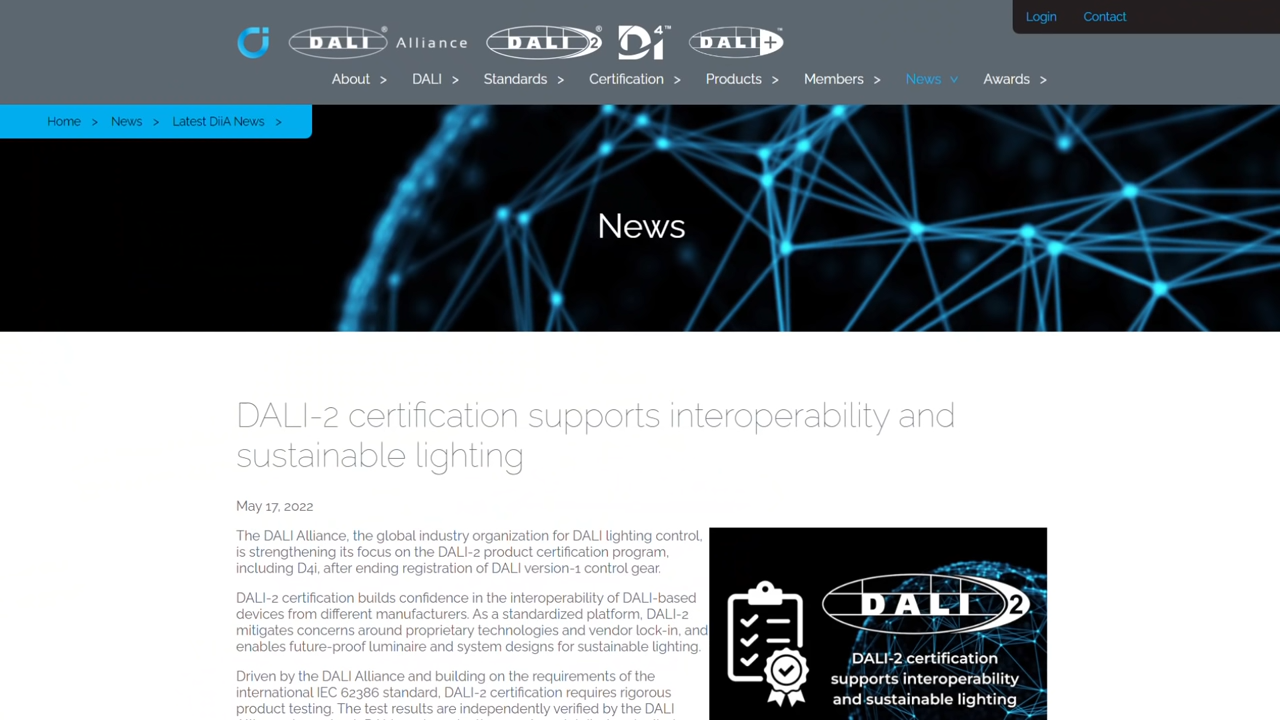 Login Contact
DALI® Alliance DALI 2® D4i™ DALI+™
About > DALI > Standards > Certification > Products > Members > News > Awards >
Home > News > Latest DiiA News >
News
DALI-2 certification supports interoperability and
sustainable lighting
May 17, 2022
The DALI Alliance, the global industry organization for DALI lighting control,
is strengthening its focus on the DALI-2 product certification program,
including D4i, after ending registration of DALI version-1 control gear.
DALI-2 certification builds confidence in the interoperability of DALI-based
devices from different manufacturers. As a standardized platform, DALI-2
mitigates concerns around proprietary technologies and vendor lock-in, and
enables future-proof luminaire and system designs for sustainable lighting.
Driven by the DALI Alliance and building on the requirements of the
international IEC 62386 standard, DALI-2 certification requires rigorous
product testing. The test results are independently verified by the DALI
DALI 2
DALI-2 certification
supports interoperability
and sustainable lighting